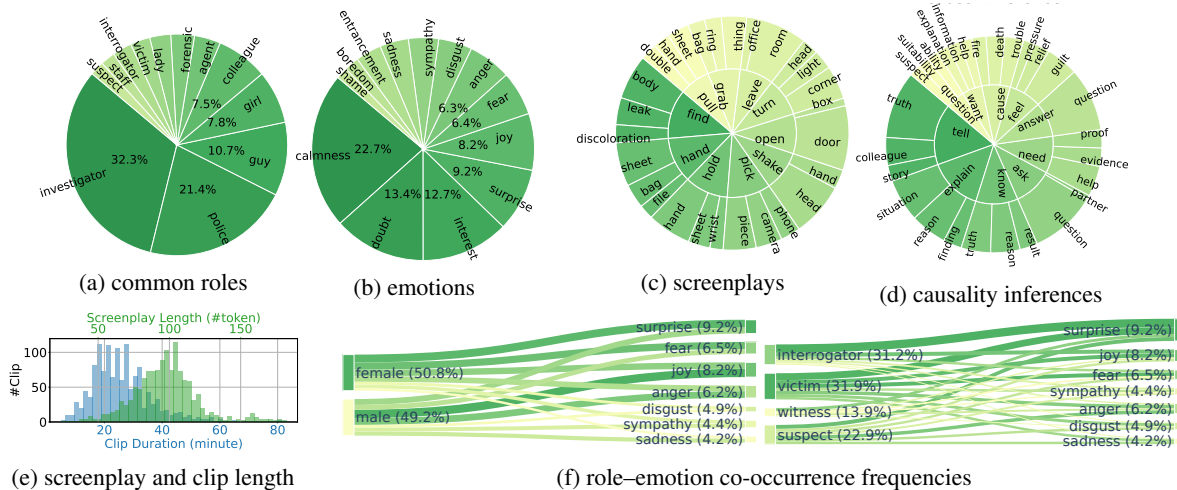 suspect
staff
interrogator
victim
lady
forensic
agent
colleague
girl
guy
police
investigator
7.5%
7.8%
10.7%
21.4%
32.3%
(a) common roles
shame
boredom
entrancement
sadness
sympathy
disgust
anger
fear
joy
surprise
interest
doubt
calmness
6.3%
6.4%
8.2%
9.2%
12.7%
13.4%
22.7%
(b) emotions
double
hand
sheet
bag
ring
thing
office
room
head
light
corner
box
door
hand
head
phone
camera
piece
wrist
sheet
hand
file
bag
sheet
discoloration
leak
body
pull
grab
leave
turn
open
shake
pick
hold
hand
find
(c) screenplays
suspect
suitability
ability
explanation
information
help
fire
death
trouble
pressure
relief
guilt
question
proof
evidence
help
partner
question
result
reason
truth
finding
reason
situation
story
colleague
truth
question
want
cause
feel
answer
need
ask
know
explain
tell
(d) causality inferences
Screenplay Length (#token)
50 100 150
#Clip
100
50
0
20 40 60 80
Clip Duration (minute)
(e) screenplay and clip length
female (50.8%)
male (49.2%)
surprise (9.2%)
fear (6.5%)
joy (8.2%)
anger (6.2%)
disgust (4.9%)
sympathy (4.4%)
sadness (4.2%)
interrogator (31.2%)
victim (31.9%)
witness (13.9%)
suspect (22.9%)
surprise (9.2%)
joy (8.2%)
fear (6.5%)
sympathy (4.4%)
anger (6.2%)
disgust (4.9%)
sadness (4.2%)
(f) role–emotion co-occurrence frequencies